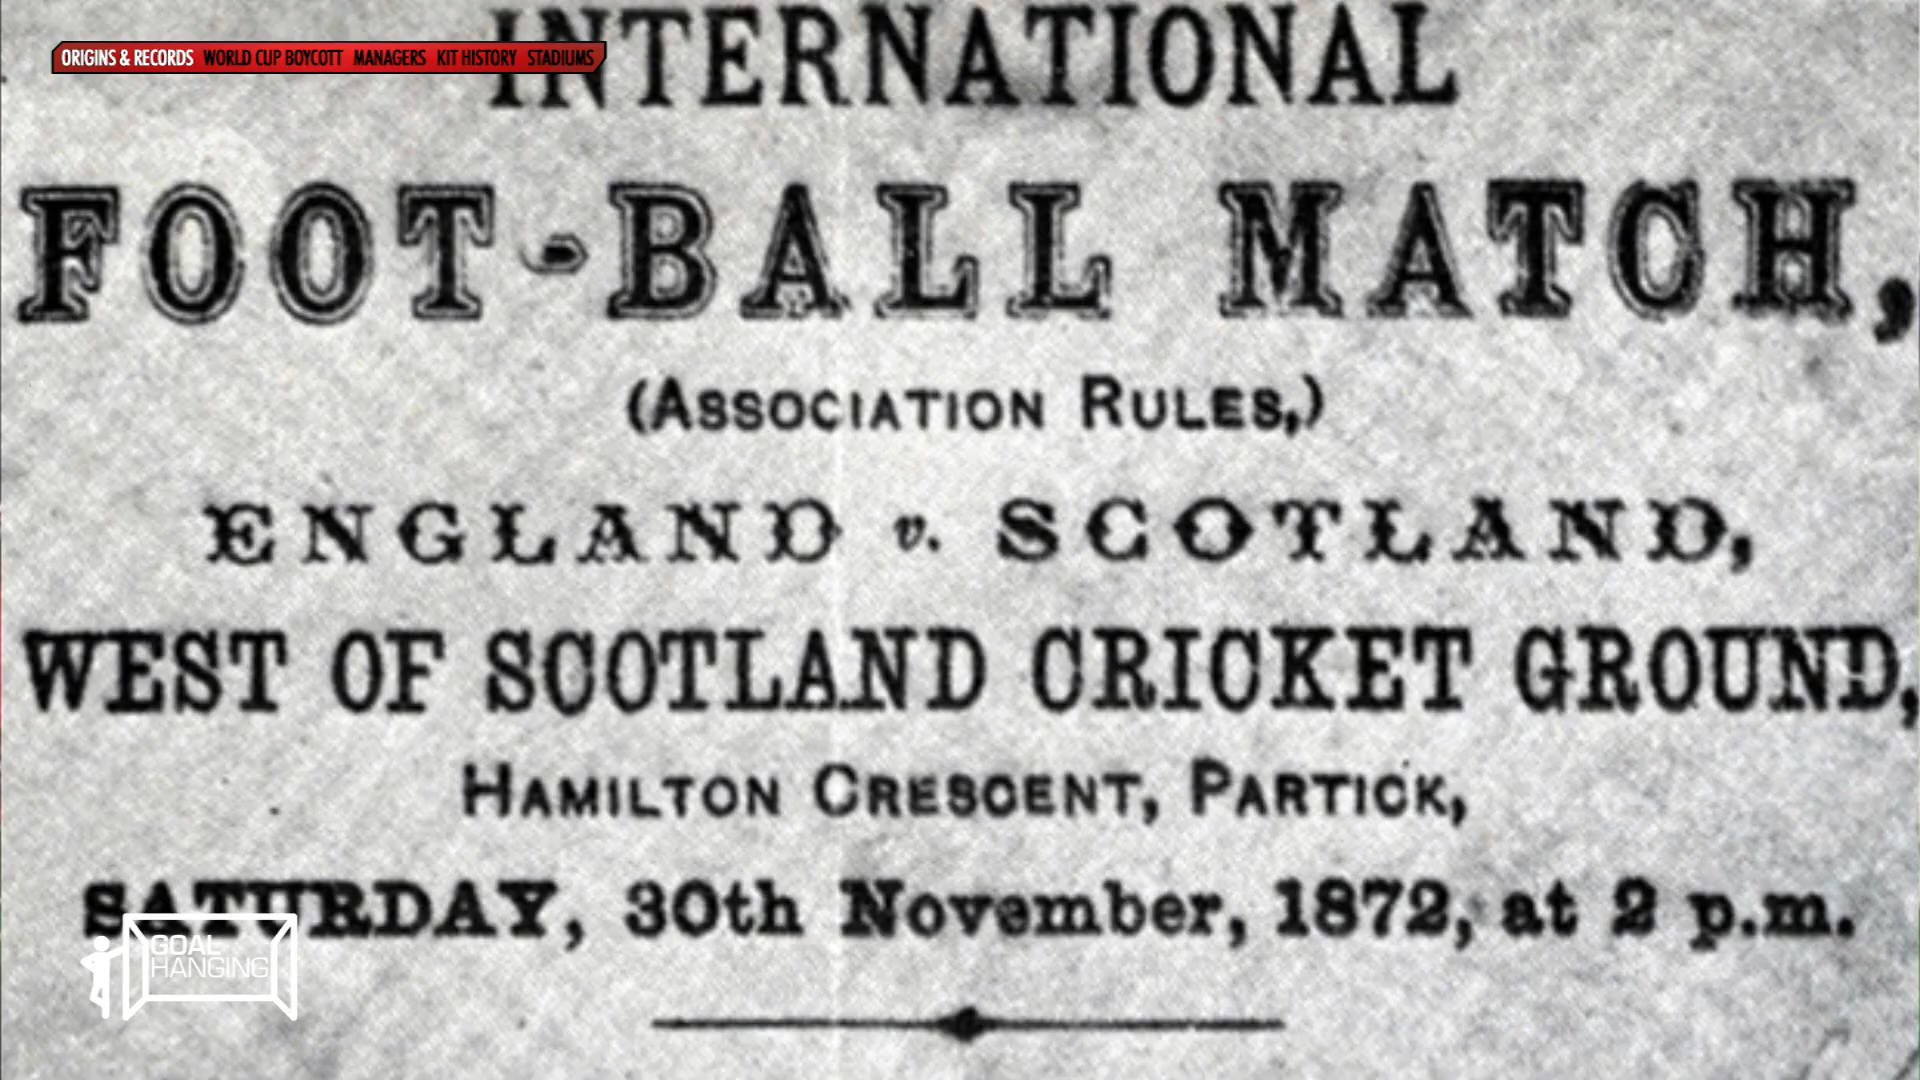 INTERNATIONAL
ORIGINS & RECORDS WORLD CUP BOYCOTT MANAGERS KIT HISTORY STADIUMS
FOOT-BALL MATCH,
(ASSOCIATION RULES,)
ENGLAND v. SCOTLAND,
WEST OF SCOTLAND CRICKET GROUND,
HAMILTON CRESCENT, PARTICK,
SATURDAY, 30th November, 1872, at 2 p.m.
GOAL
HANGING